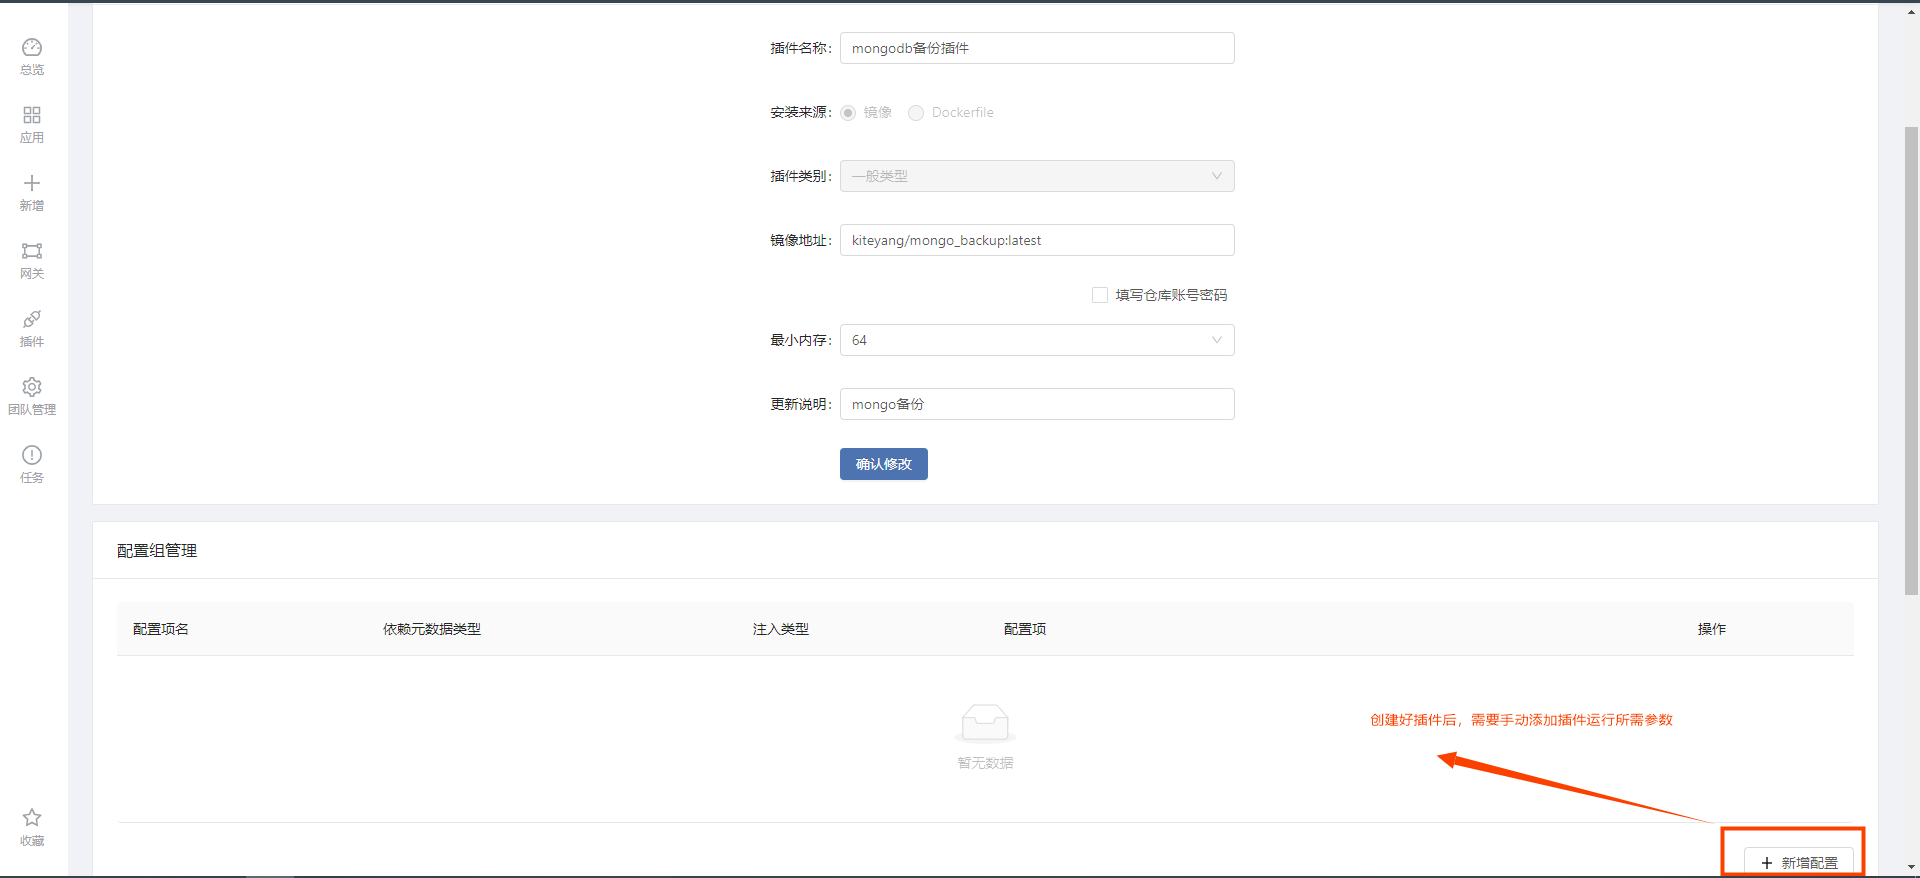 总览
应用
新增
网关
插件
团队管理
任务
收藏
插件名称: mongodb备份插件
安装来源: 镜像 Dockerfile
插件类别: 一般类型
镜像地址: kiteyang/mongo_backup:latest
填写仓库账号密码
最小内存: 64
更新说明: mongo备份
确认修改
配置组管理
配置项名 依赖元数据类型 注入类型 配置项 操作
暂无数据
创建好插件后，需要手动添加插件运行所需参数
+ 新增配置